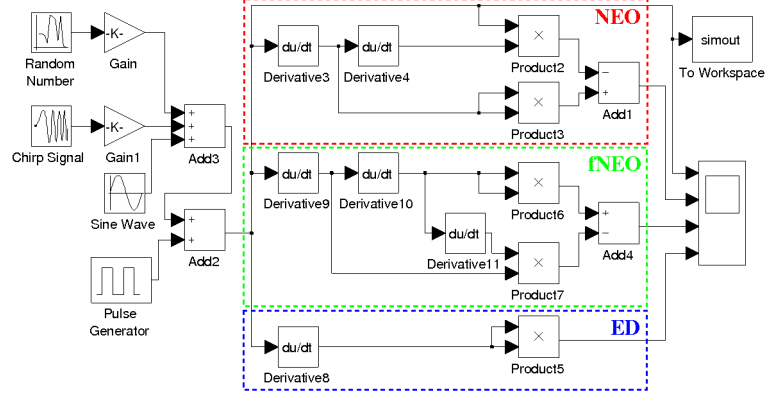 NEO
-K-
du/dt
du/dt
×
simout
Random
Number
Gain
Derivative3
Derivative4
Product2
To Workspace
−
+
Add1
×
Product3
+
+
+
Add3
-K-
Chirp Signal
Gain1
fNEO
du/dt
du/dt
×
Derivative9
Derivative10
Product6
Sine Wave
+
+
Add2
du/dt
Derivative11
+
−
Add4
×
Product7
Pulse
Generator
ED
du/dt
×
Derivative8
Product5